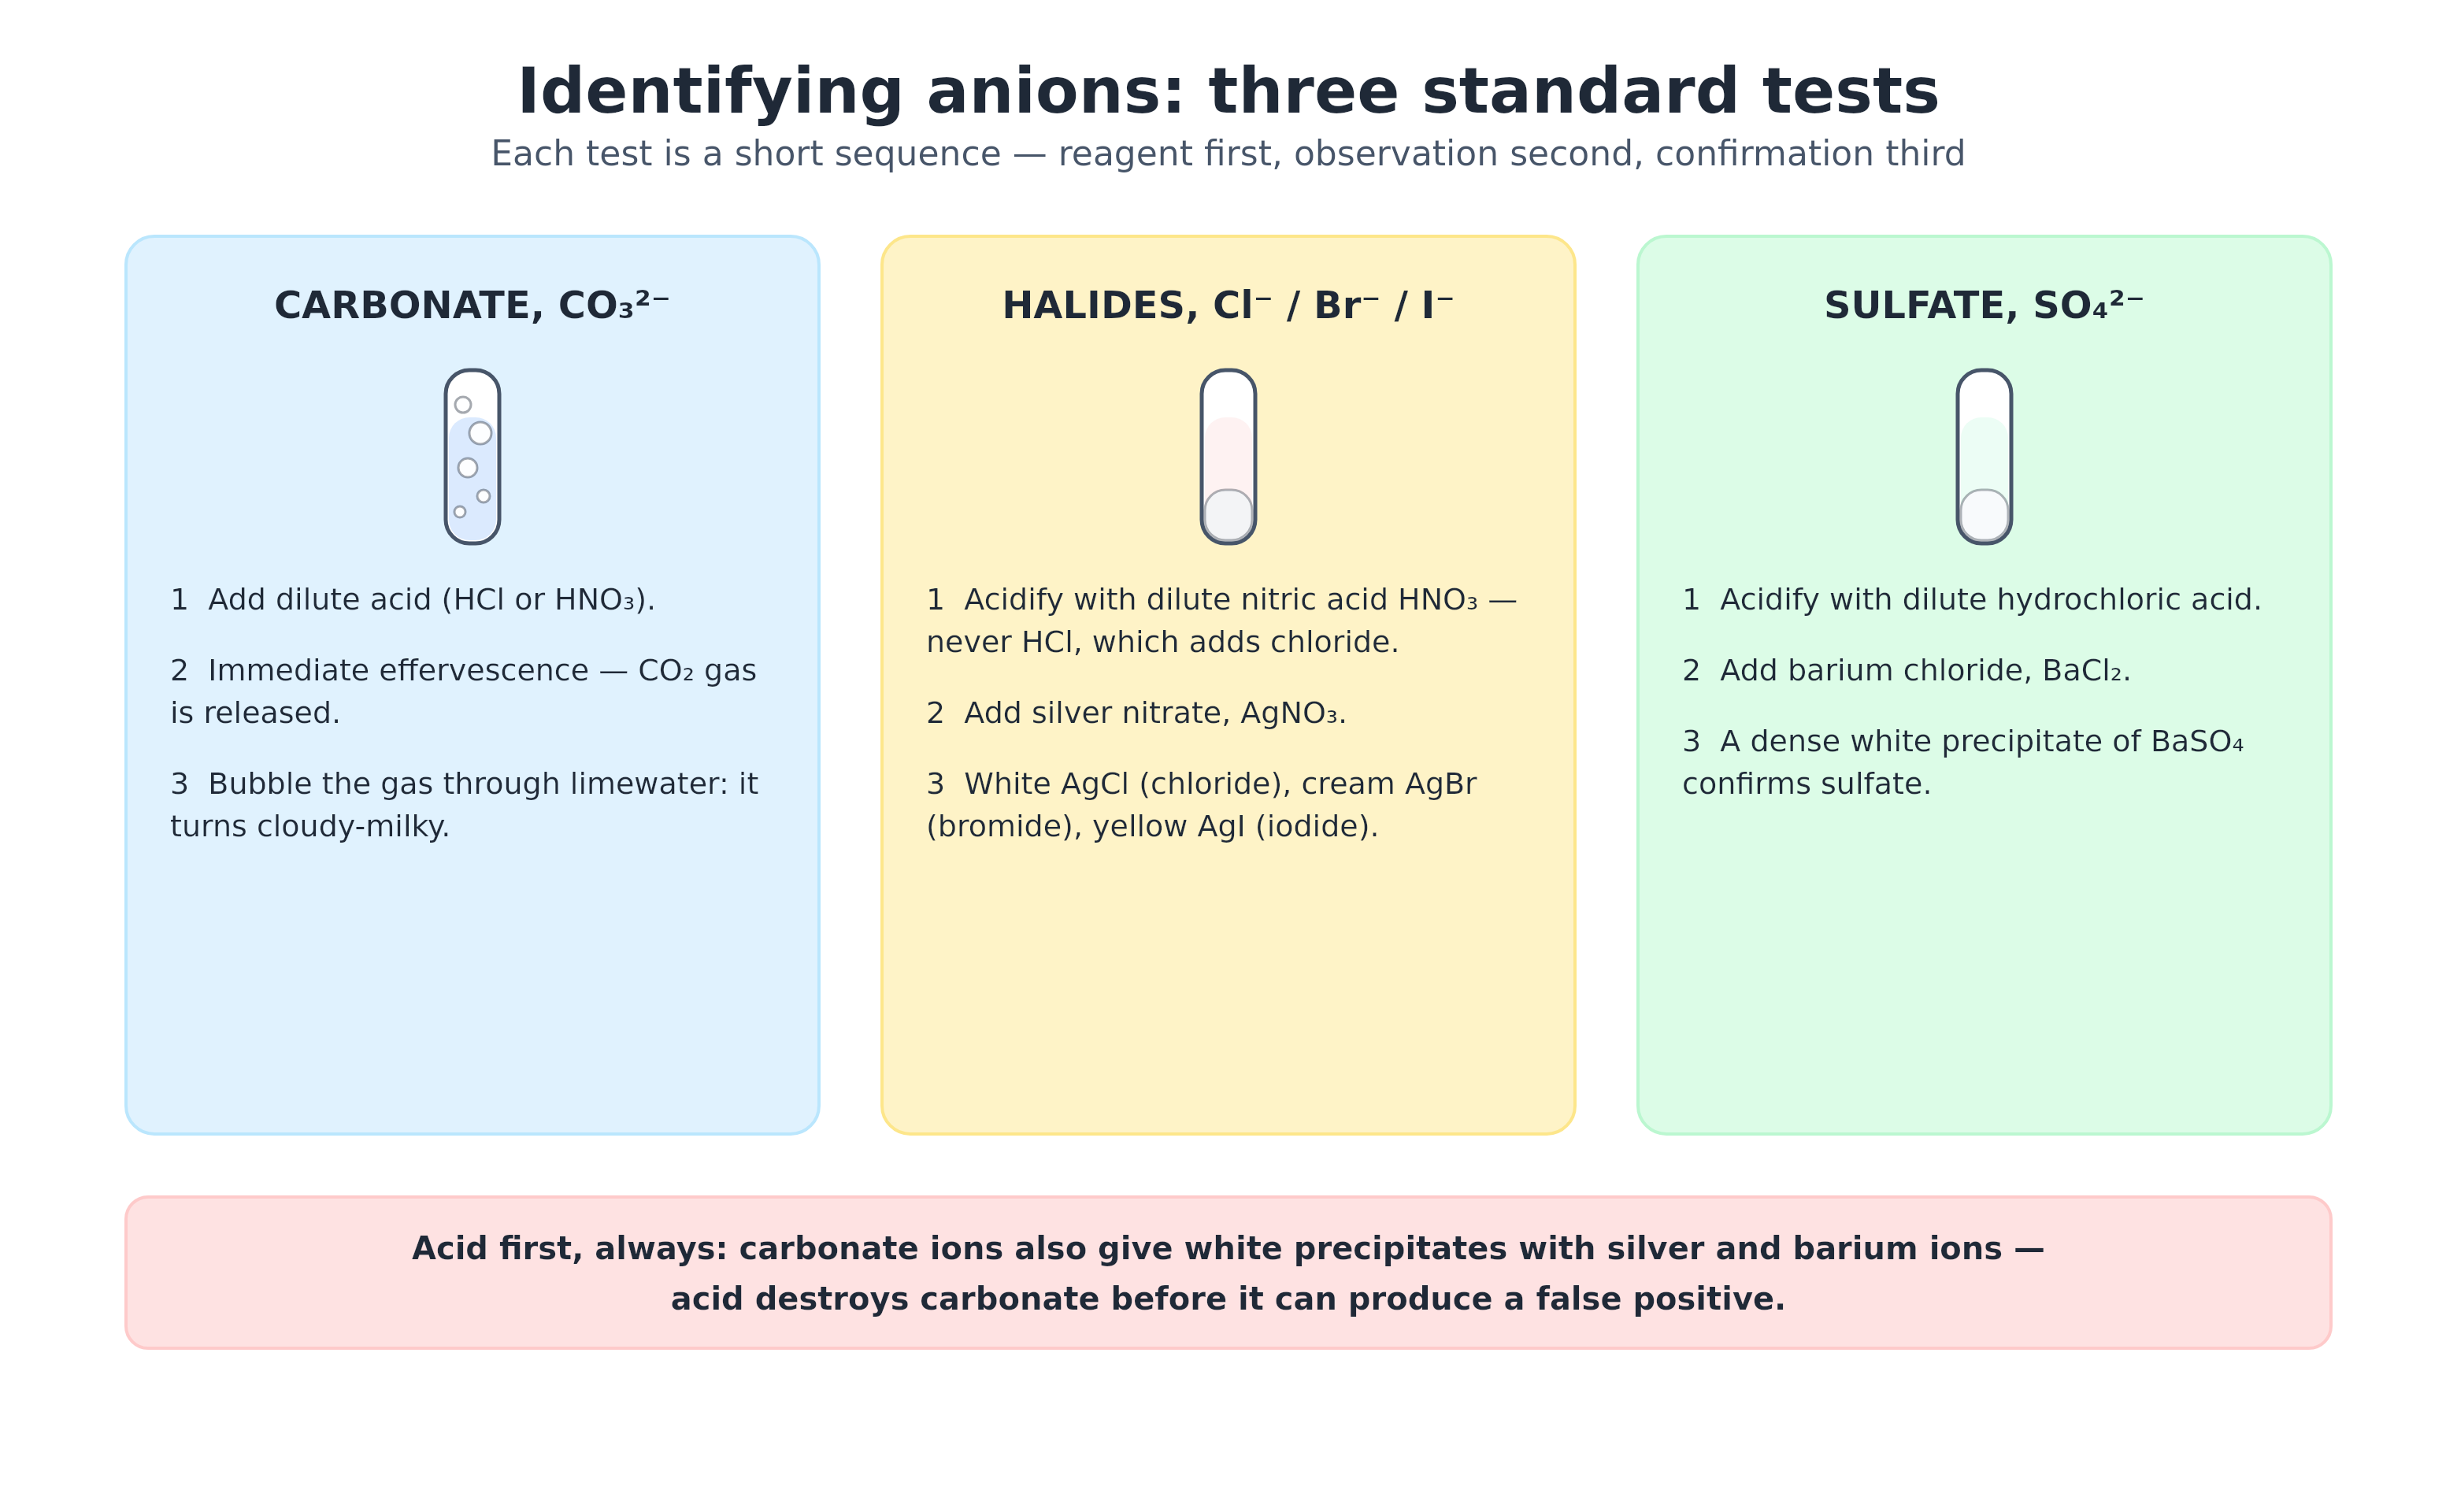 Identifying anions: three standard tests
Each test is a short sequence — reagent first, observation second, confirmation third
CARBONATE, CO₃²⁻
1 Add dilute acid (HCl or HNO₃).
2 Immediate effervescence — CO₂ gas
is released.
3 Bubble the gas through limewater: it
turns cloudy-milky.
HALIDES, Cl⁻ / Br⁻ / I⁻
1 Acidify with dilute nitric acid HNO₃ —
never HCl, which adds chloride.
2 Add silver nitrate, AgNO₃.
3 White AgCl (chloride), cream AgBr
(bromide), yellow AgI (iodide).
SULFATE, SO₄²⁻
1 Acidify with dilute hydrochloric acid.
2 Add barium chloride, BaCl₂.
3 A dense white precipitate of BaSO₄
confirms sulfate.
Acid first, always: carbonate ions also give white precipitates with silver and barium ions —
acid destroys carbonate before it can produce a false positive.